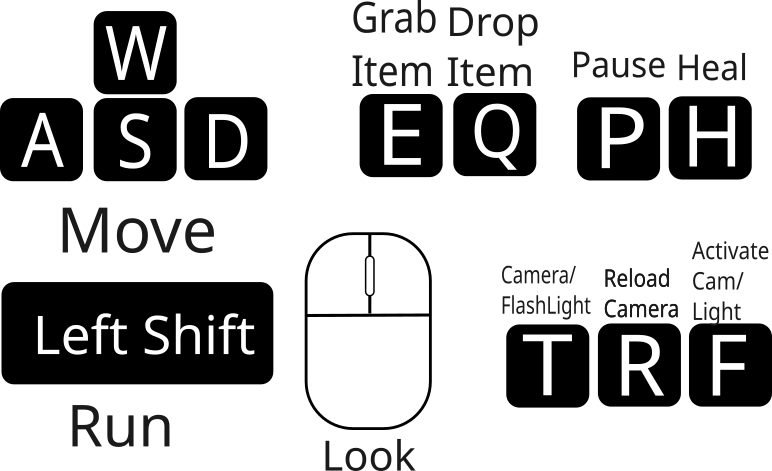 W
A S D
Move
Left Shift
Run
Grab Drop
Item Item
E Q
Pause Heal
P H
Look
Camera/
FlashLight
Reload
Camera
Activate
Cam/
Light
T R F